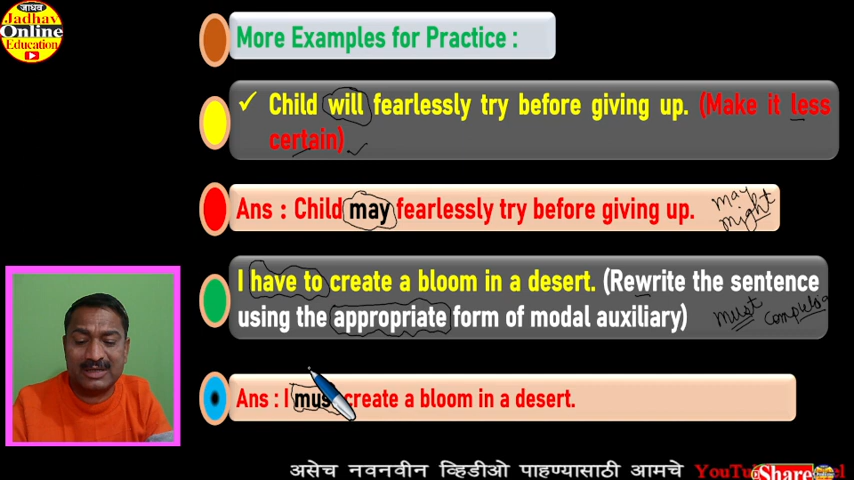 जाधव
Jadhav
Online
Education
More Examples for Practice :
✓ Child will fearlessly try before giving up. (Make it less
certain)
Ans : Child may fearlessly try before giving up.
may
might
I have to create a bloom in a desert. (Rewrite the sentence
using the appropriate form of modal auxiliary)
must
Ans : I must create a bloom in a desert.
असेच नवनवीन व्हिडीओ पाहण्यासाठी आमचे
Share